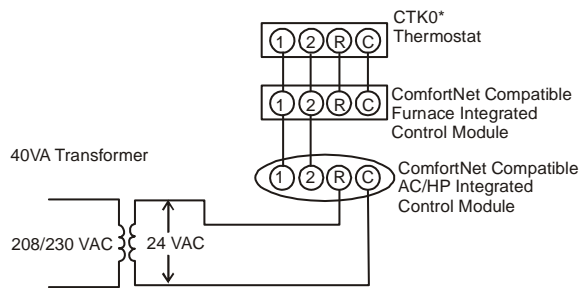 CTK0*
Thermostat
1 2 R C
1 2 R C
ComfortNet Compatible
Furnace Integrated
Control Module
40VA Transformer
1 2 R C
ComfortNet Compatible
AC/HP Integrated
Control Module
208/230 VAC
24 VAC